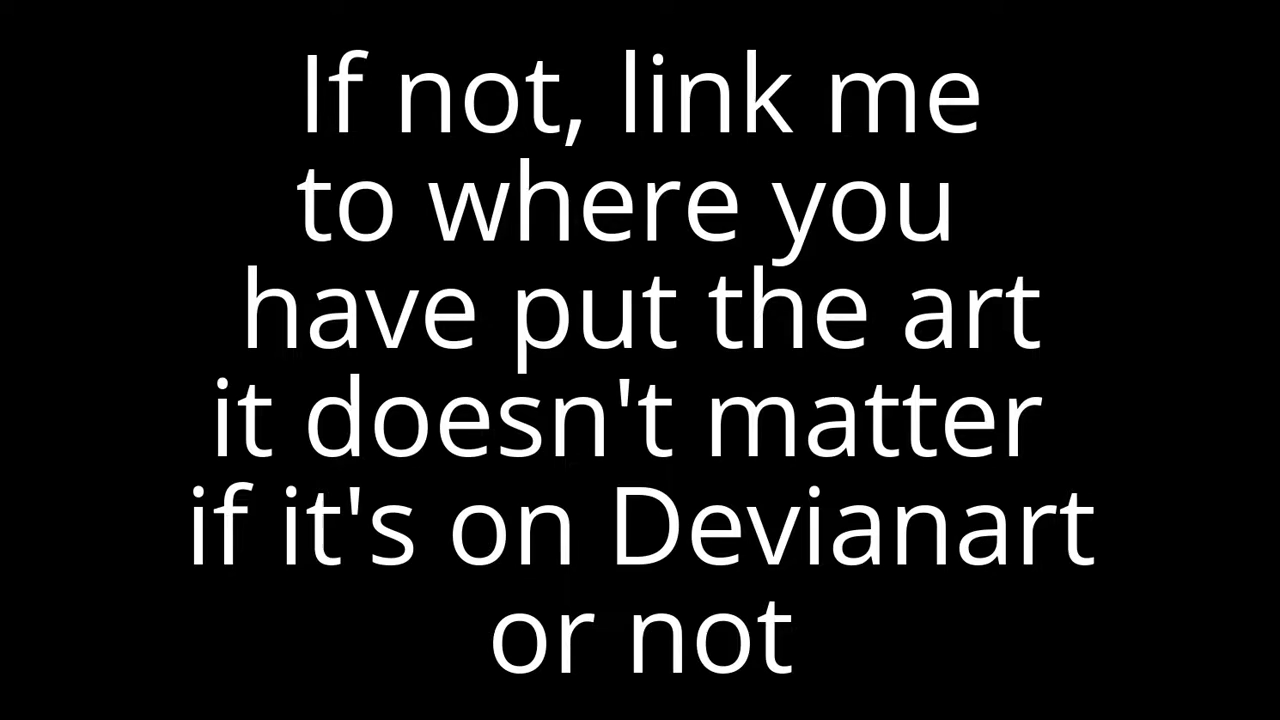 If not, link me
to where you
have put the art
it doesn't matter
if it's on Devianart
or not